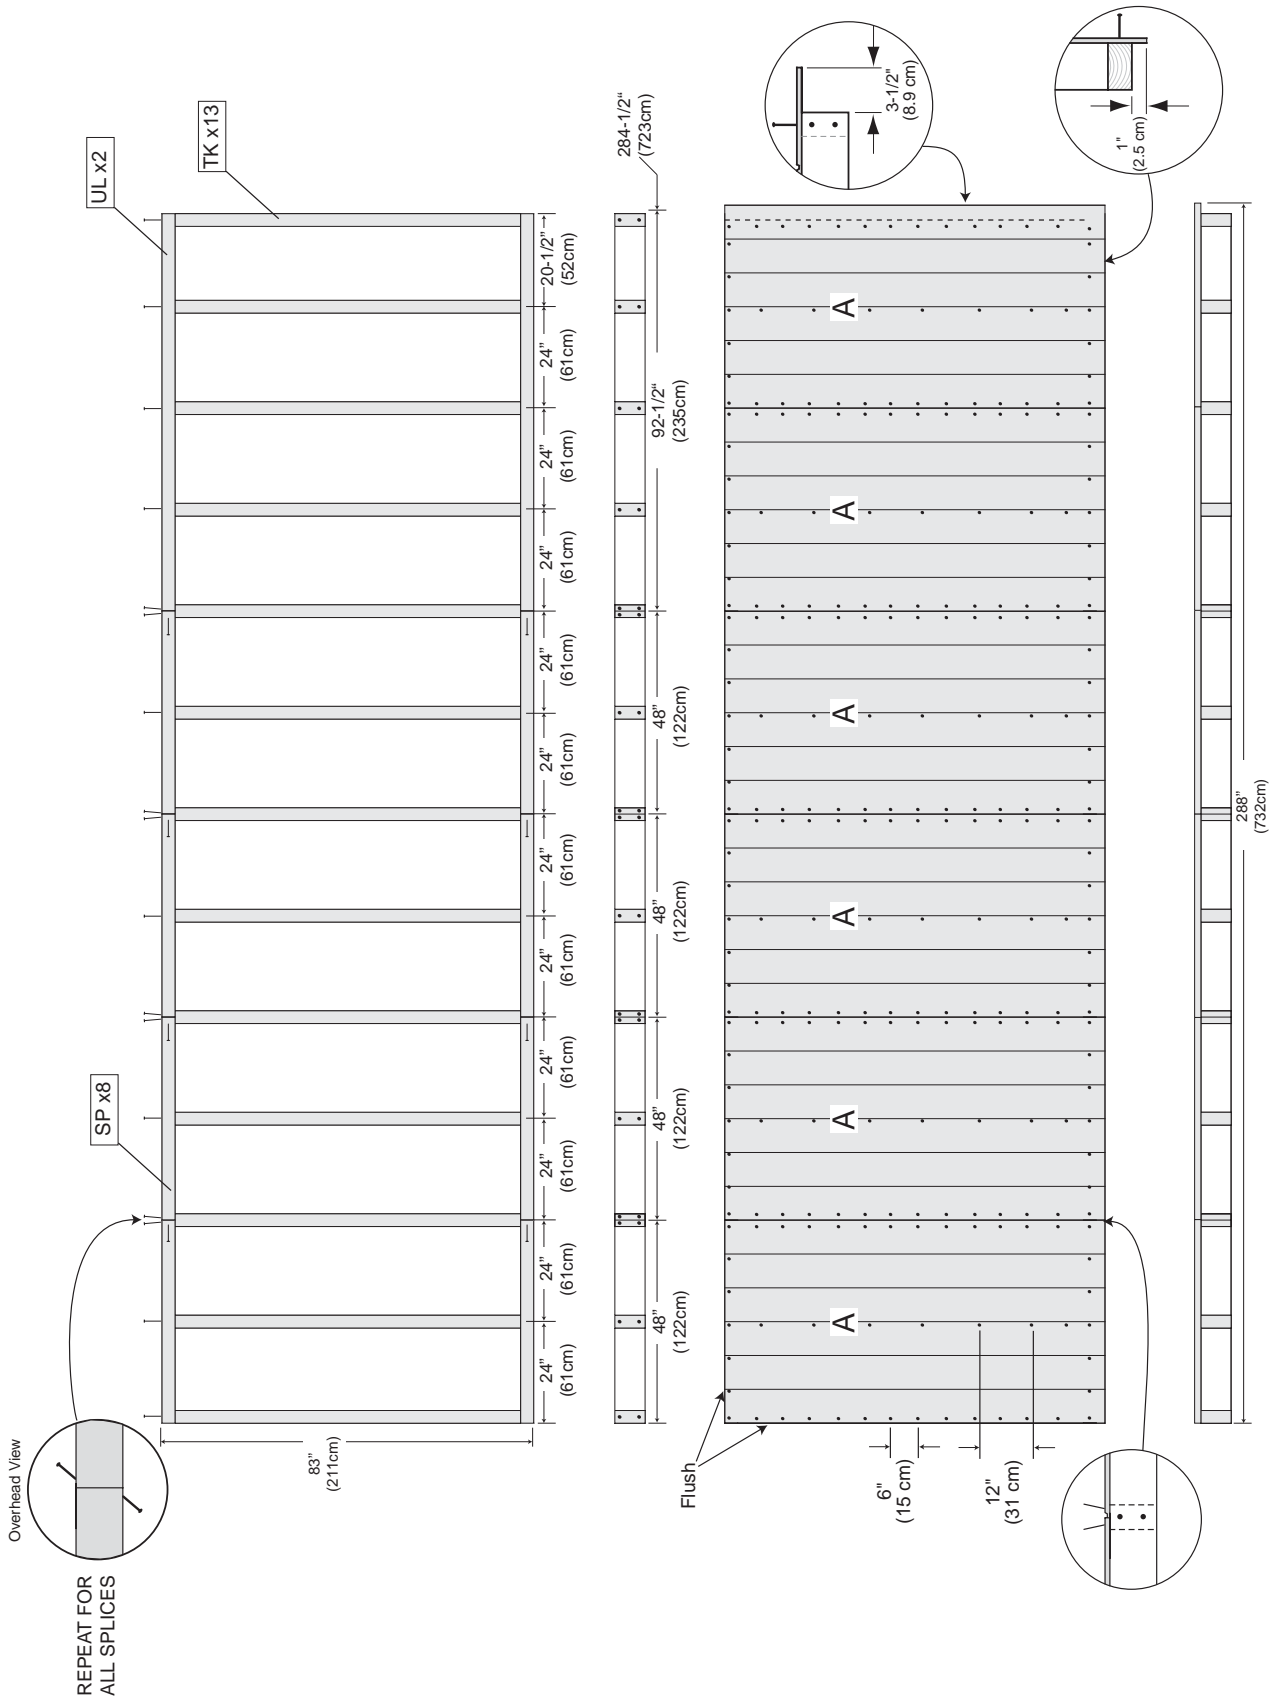 Overhead View
REPEAT FOR
ALL SPLICES
SP x8
UL x2
TK x13
83"
(211cm)
24"
(61cm)
24"
(61cm)
24"
(61cm)
24"
(61cm)
24"
(61cm)
24"
(61cm)
24"
(61cm)
24"
(61cm)
24"
(61cm)
24"
(61cm)
24"
(61cm)
20-1/2"
(52cm)
48"
(122cm)
48"
(122cm)
48"
(122cm)
48"
(122cm)
92-1/2"
(235cm)
284-1/2"
(723cm)
Flush
A
A
A
A
A
A
6"
(15 cm)
12"
(31 cm)
3-1/2"
(8.9 cm)
1"
(2.5 cm)
288"
(732cm)